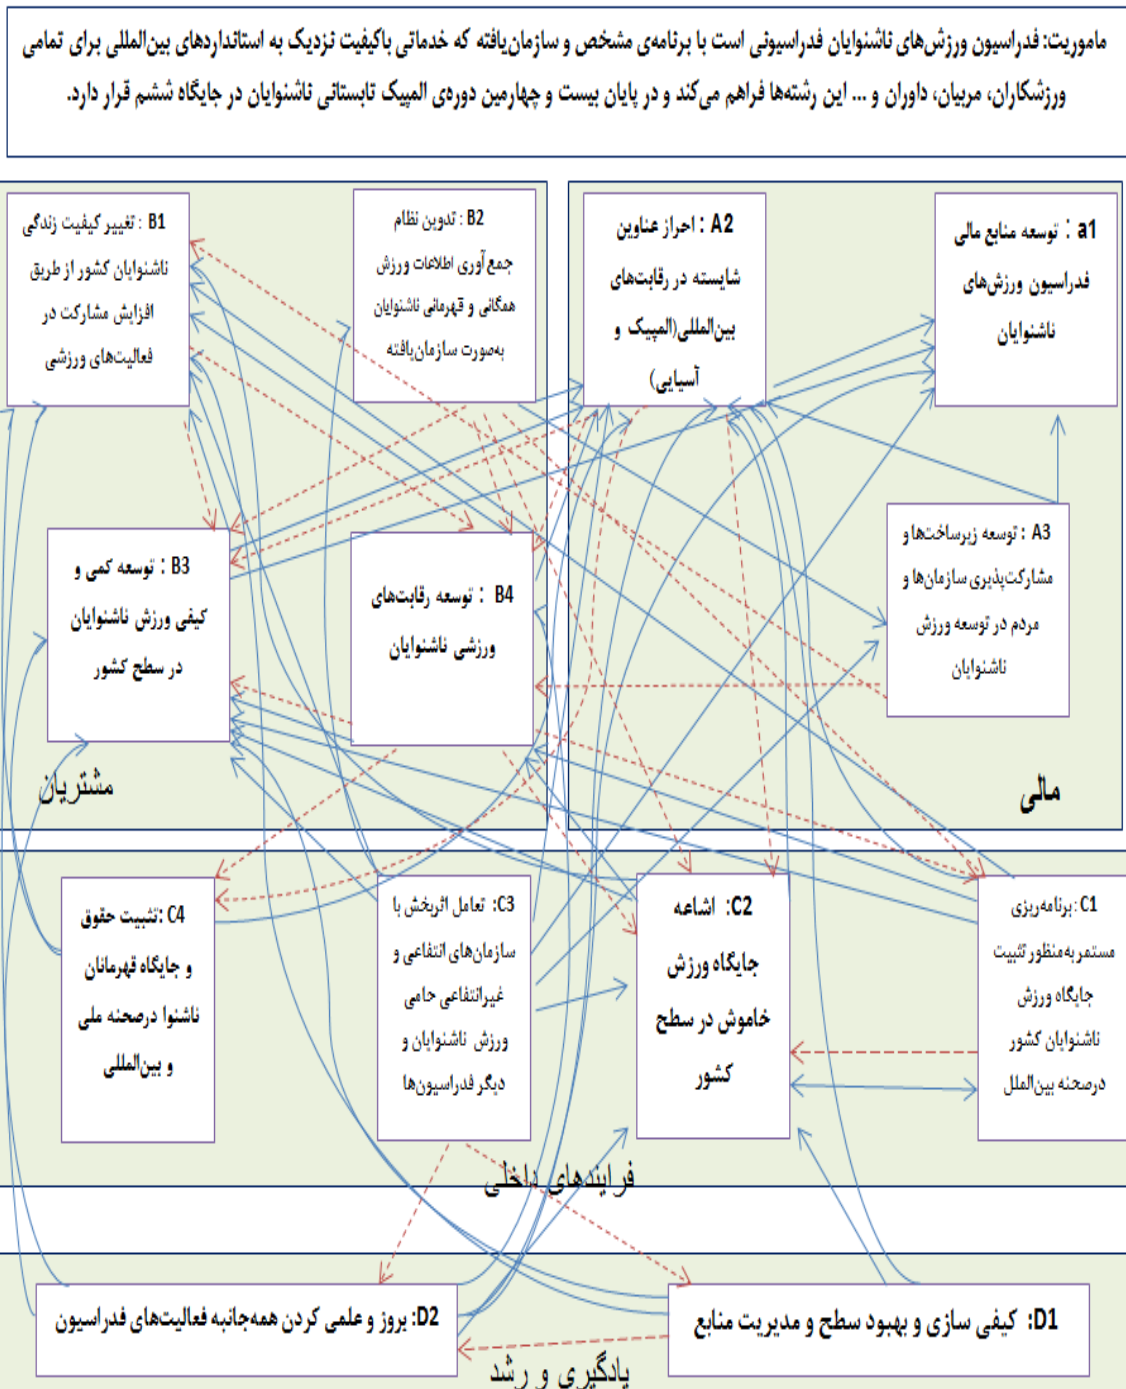 ماموریت: فدراسیون ورزش‌های ناشنوایان فدراسیونی است با برنامه‌ی مشخص و سازمان‌یافته که خدماتی باکیفیت نزدیک به استانداردهای بین‌المللی برای تمامی
ورزشکاران، مربیان، داوران و ... این رشته‌ها فراهم می‌کند و در پایان بیست و چهارمین دوره‌ی المپیک تابستانی ناشنوایان در جایگاه ششم قرار دارد.
a1 : توسعه منابع مالی
فدراسیون ورزش‌های
ناشنوایان
A2 : احراز عناوین
شایسته در رقابت‌های
بین‌المللی(المپیک و
آسیایی)
B2 : تدوین نظام
جمع‌آوری اطلاعات ورزش
همگانی و قهرمانی ناشنوایان
به‌صورت سازمان‌یافته
B1 : تغییر کیفیت زندگی
ناشنوایان کشور از طریق
افزایش مشارکت در
فعالیت‌های ورزشی
A3 : توسعه زیرساخت‌ها و
مشارکت‌پذیری سازمان‌ها و
مردم در توسعه ورزش
ناشنوایان
B4 : توسعه رقابت‌های
ورزشی ناشنوایان
B3 : توسعه کمی و
کیفی ورزش ناشنوایان
در سطح کشور
مالی
مشتریان
C1 :برنامه‌ریزی
مستمر به‌منظور تثبیت
جایگاه ورزش
ناشنوایان کشور
درصحنه بین‌الملل
C2: اشاعه
جایگاه ورزش
خاموش در سطح
کشور
C3: تعامل اثربخش با
سازمان‌های انتفاعی و
غیرانتفاعی حامی
ورزش ناشنوایان و
دیگر فدراسیون‌ها
C4 :تثبیت حقوق
و جایگاه قهرمانان
ناشنوا درصحنه ملی
و بین‌المللی
فرایندهای داخلی
D1: کیفی سازی و بهبود سطح و مدیریت منابع
D2: بروز و علمی کردن همه‌جانبه فعالیت‌های فدراسیون
یادگیری و رشد